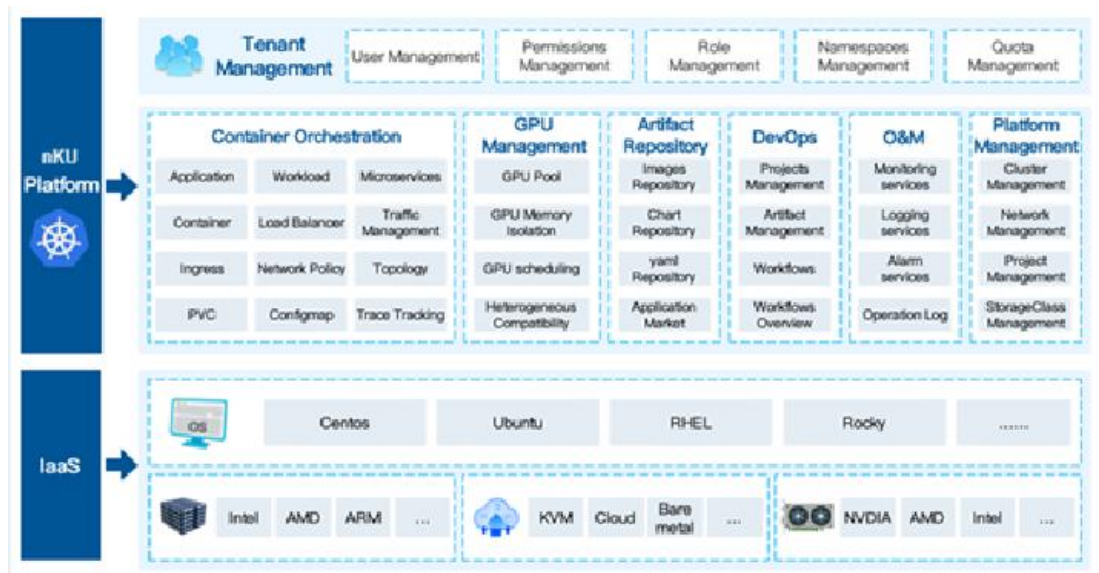 Tenant
Management
User Management
Permissions
Management
Role
Management
Namespaces
Management
Quota
Management
nKU
Platform
Container Orchestration
Application
Workload
Microservices
Container
Load Balancer
Traffic
Management
Ingress
Network Policy
Topology
PVC
Configmap
Trace Tracking
GPU
Management
GPU Pool
GPU Memory
Isolation
GPU scheduling
Heterogeneous
Compatibility
Artifact
Repository
Images
Repository
Chart
Repository
yaml
Repository
Application
Market
DevOps
Projects
Management
Artifact
Management
Workflows
Workflows
Overview
O&M
Monitoring
services
Logging
services
Alarm
services
Operation Log
Platform
Management
Cluster
Management
Network
Management
Project
Management
StorageClass
Management
IaaS
OS
Centos
Ubuntu
RHEL
Rocky
......
Intel
AMD
ARM
...
KVM
Cloud
Bare
metal
...
NVIDIA
AMD
Intel
...